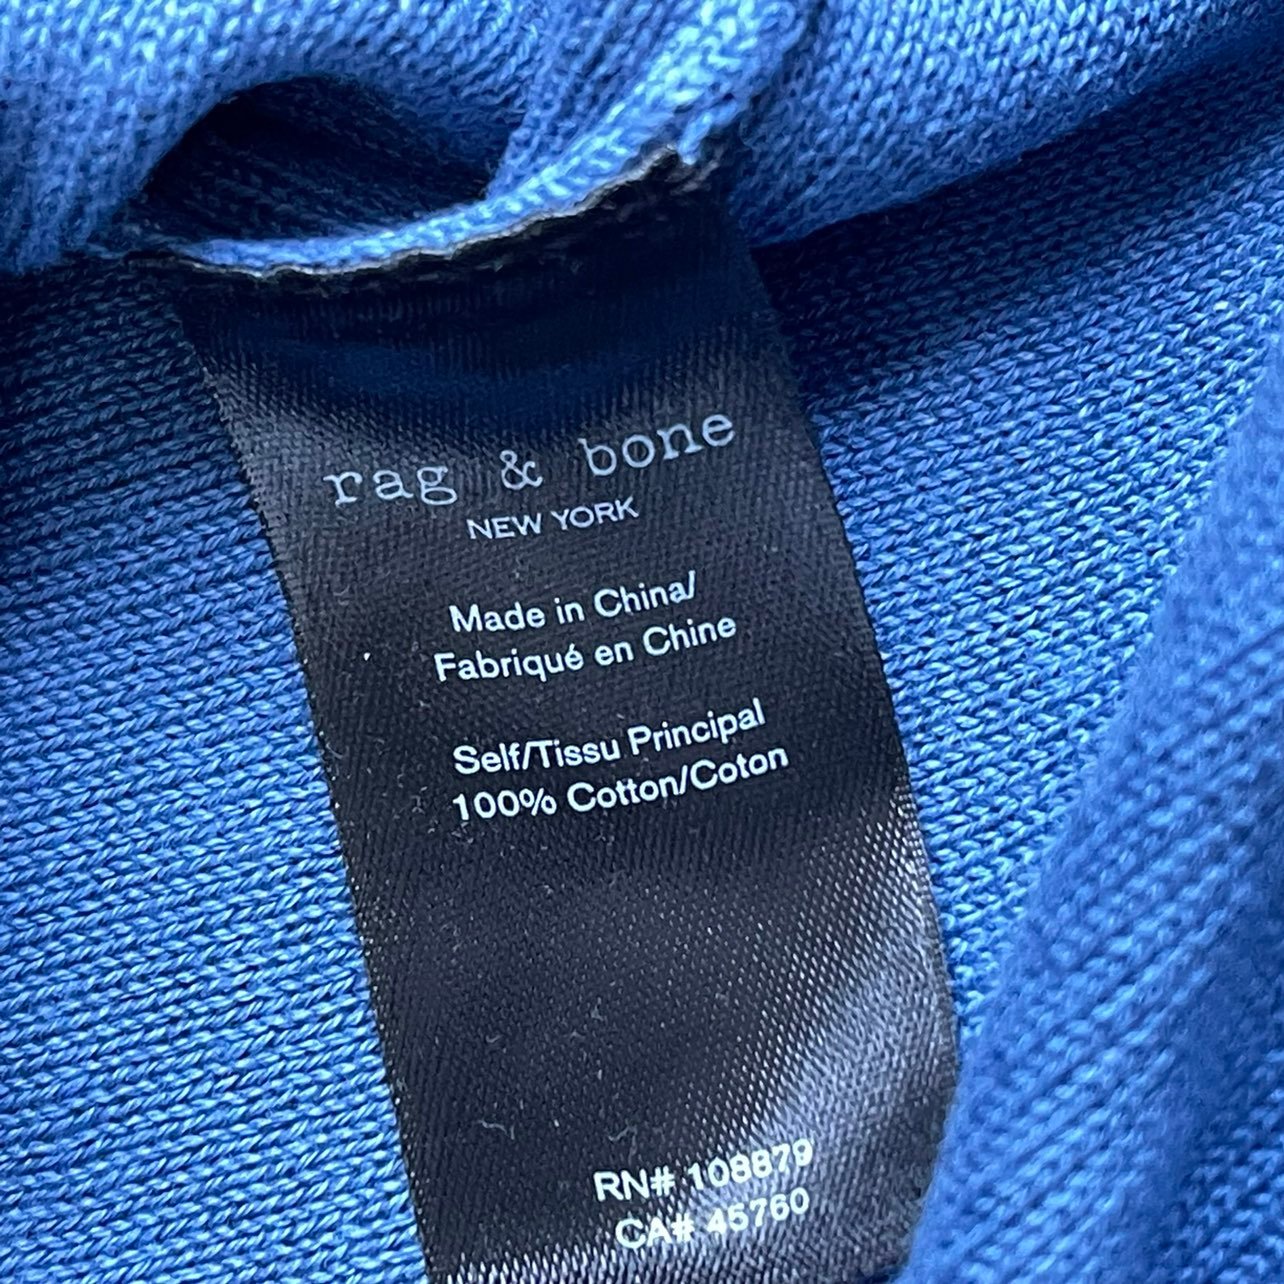 rag & bone
NEW YORK
Made in China/
Fabriqué en Chine
Self/Tissu Principal
100% Cotton/Coton
RN# 108879
CA# 45760